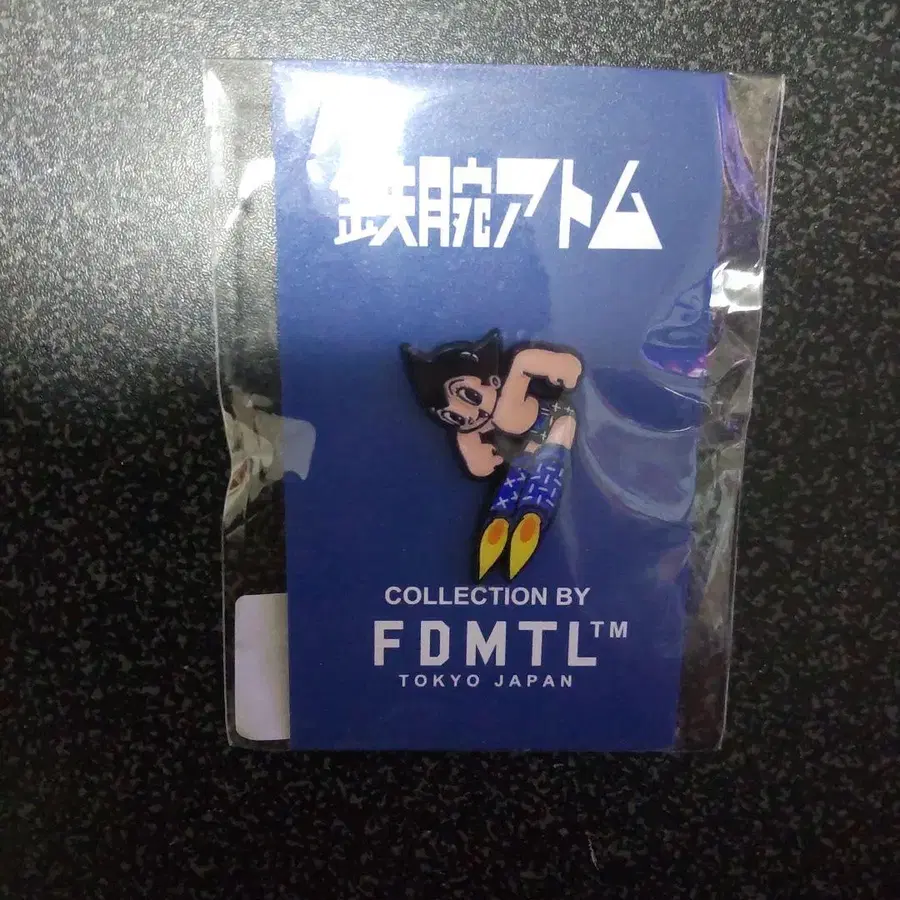 鉄腕アトム
COLLECTION BY
FDMTL™
TOKYO JAPAN